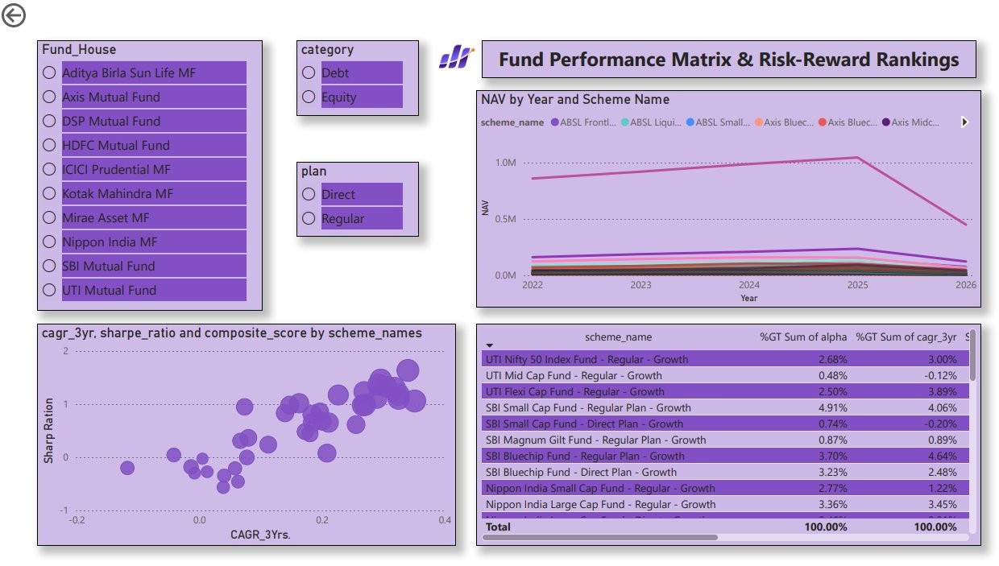 Fund_House
Aditya Birla Sun Life MF
Axis Mutual Fund
DSP Mutual Fund
HDFC Mutual Fund
ICICI Prudential MF
Kotak Mahindra MF
Mirae Asset MF
Nippon India MF
SBI Mutual Fund
UTI Mutual Fund
category
Debt
Equity
plan
Direct
Regular
Fund Performance Matrix & Risk-Reward Rankings
NAV by Year and Scheme Name
scheme_name ABSL Frontl... ABSL Liqui... ABSL Small... Axis Bluec... Axis Bluec... Axis Midc...
1.0M
0.5M
0.0M
NAV
2022 2023 2024 2025 2026
Year
cagr_3yr, sharpe_ratio and composite_score by scheme_names
2
1
0
-1
Sharp Ration
-0.2 0.0 0.2 0.4
CAGR_3Yrs.
scheme_name %GT Sum of alpha %GT Sum of cagr_3yr S
UTI Nifty 50 Index Fund - Regular - Growth 2.68% 3.00%
UTI Mid Cap Fund - Regular - Growth 0.48% -0.12%
UTI Flexi Cap Fund - Regular - Growth 2.50% 3.89%
SBI Small Cap Fund - Regular Plan - Growth 4.91% 4.06%
SBI Small Cap Fund - Direct Plan - Growth 0.74% -0.20%
SBI Magnum Gilt Fund - Regular Plan - Growth 0.87% 0.89%
SBI Bluechip Fund - Regular Plan - Growth 3.70% 4.64%
SBI Bluechip Fund - Direct Plan - Growth 3.23% 2.48%
Nippon India Small Cap Fund - Regular - Growth 2.77% 1.22%
Nippon India Large Cap Fund - Regular - Growth 3.36% 3.45%
Total 100.00% 100.00%